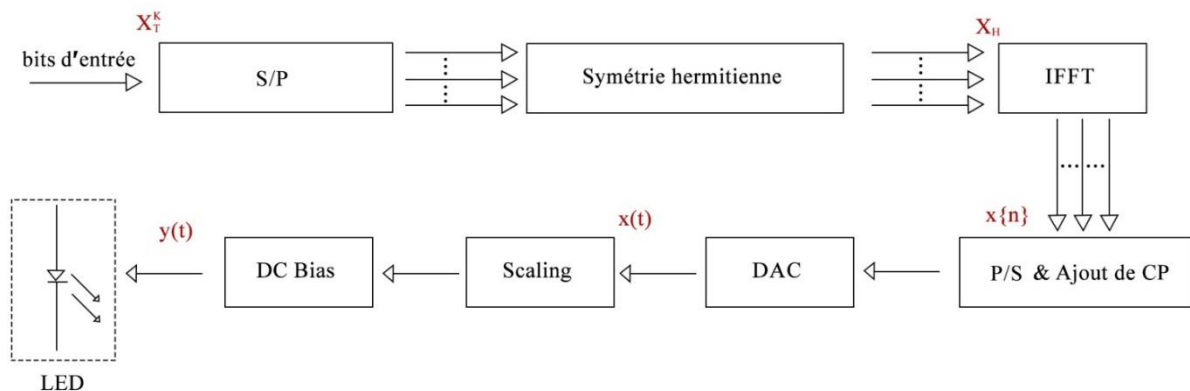 X_T^K
X_H
bits d'entrée
S/P
Symétrie hermitienne
IFFT
x{n}
x(t)
y(t)
DC Bias
Scaling
DAC
P/S & Ajout de CP
LED